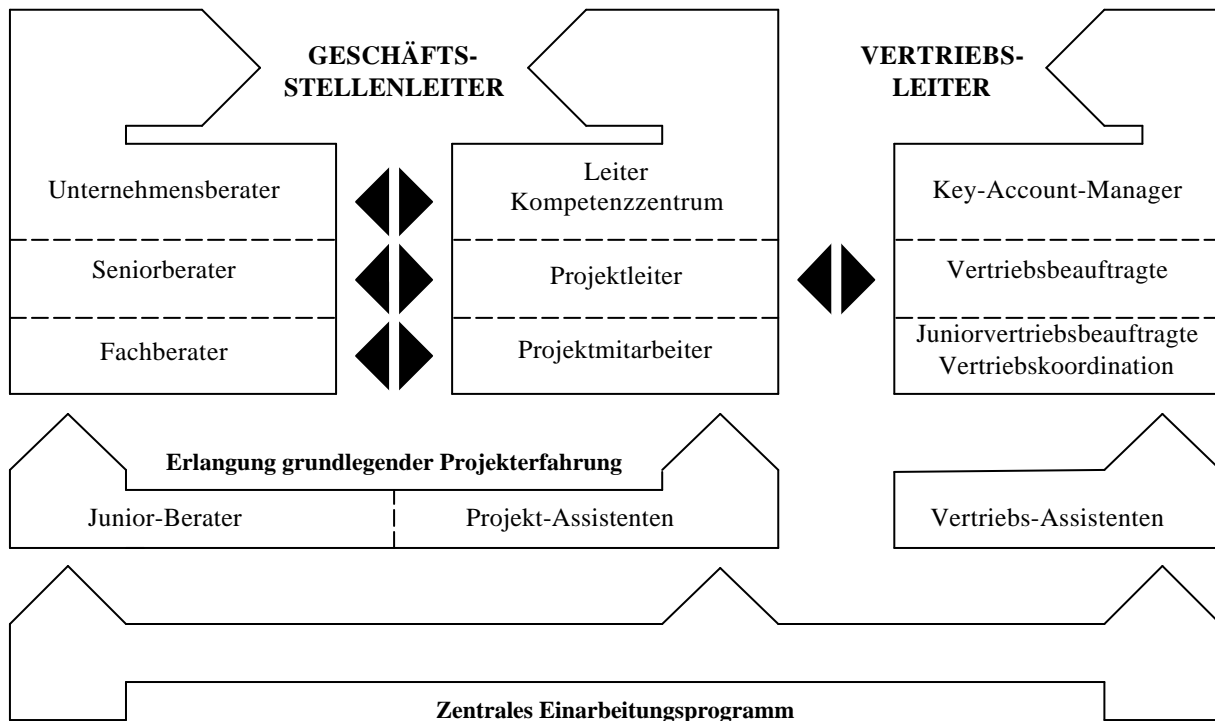 GESCHÄFTS-
STELLENLEITER
VERTRIEBS-
LEITER
Unternehmensberater
Leiter
Kompetenzzentrum
Key-Account-Manager
Seniorberater
Projektleiter
Vertriebsbeauftragte
Fachberater
Projektmitarbeiter
Juniorvertriebsbeauftragte
Vertriebskoordination
Erlangung grundlegender Projekterfahrung
Junior-Berater
Projekt-Assistenten
Vertriebs-Assistenten
Zentrales Einarbeitungsprogramm